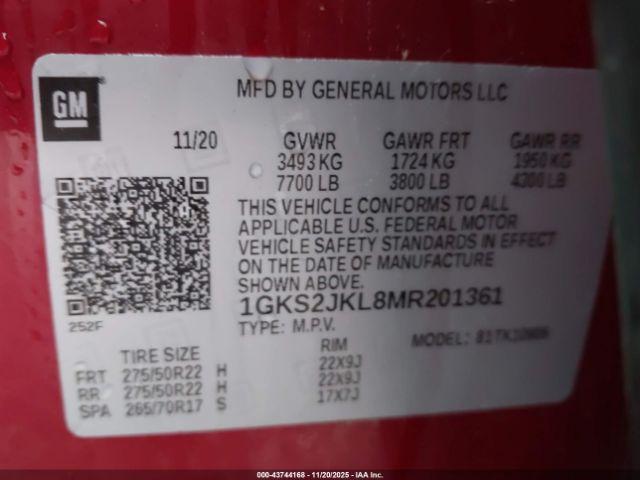 GM
MFD BY GENERAL MOTORS LLC
11/20 GVWR GAWR FRT GAWR RR
3493 KG 1724 KG 1950 KG
7700 LB 3800 LB 4300 LB
THIS VEHICLE CONFORMS TO ALL
APPLICABLE U.S. FEDERAL MOTOR
VEHICLE SAFETY STANDARDS IN EFFECT
ON THE DATE OF MANUFACTURE
SHOWN ABOVE.
1GKS2JKL8MR201361
252F
TYPE: M.P.V. MODEL:
TIRE SIZE RIM
FRT 275/50R22 H 22X9J
RR 275/50R22 H 22X9J
SPA 265/70R17 S 17X7J
000-43744168 - 11/20/2025 - IAA Inc.